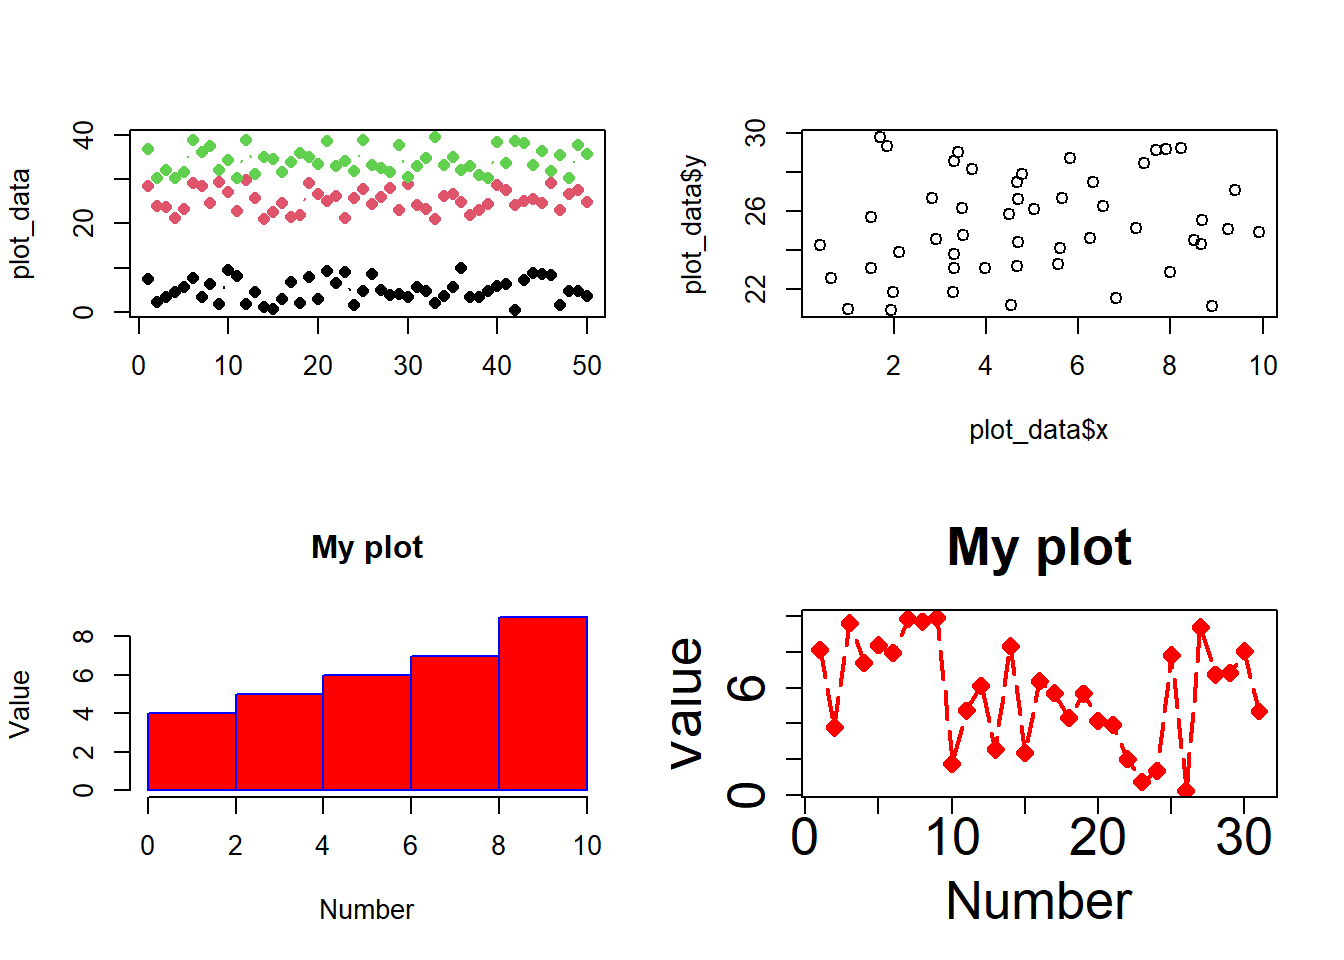 plot_data
0 20 40
0 10 20 30 40 50
plot_data$y
22 26 30
2 4 6 8 10
plot_data$x
My plot
Value
0 2 4 6 8
0 2 4 6 8 10
Number
My plot
value
0 6
0 10 20 30
Number